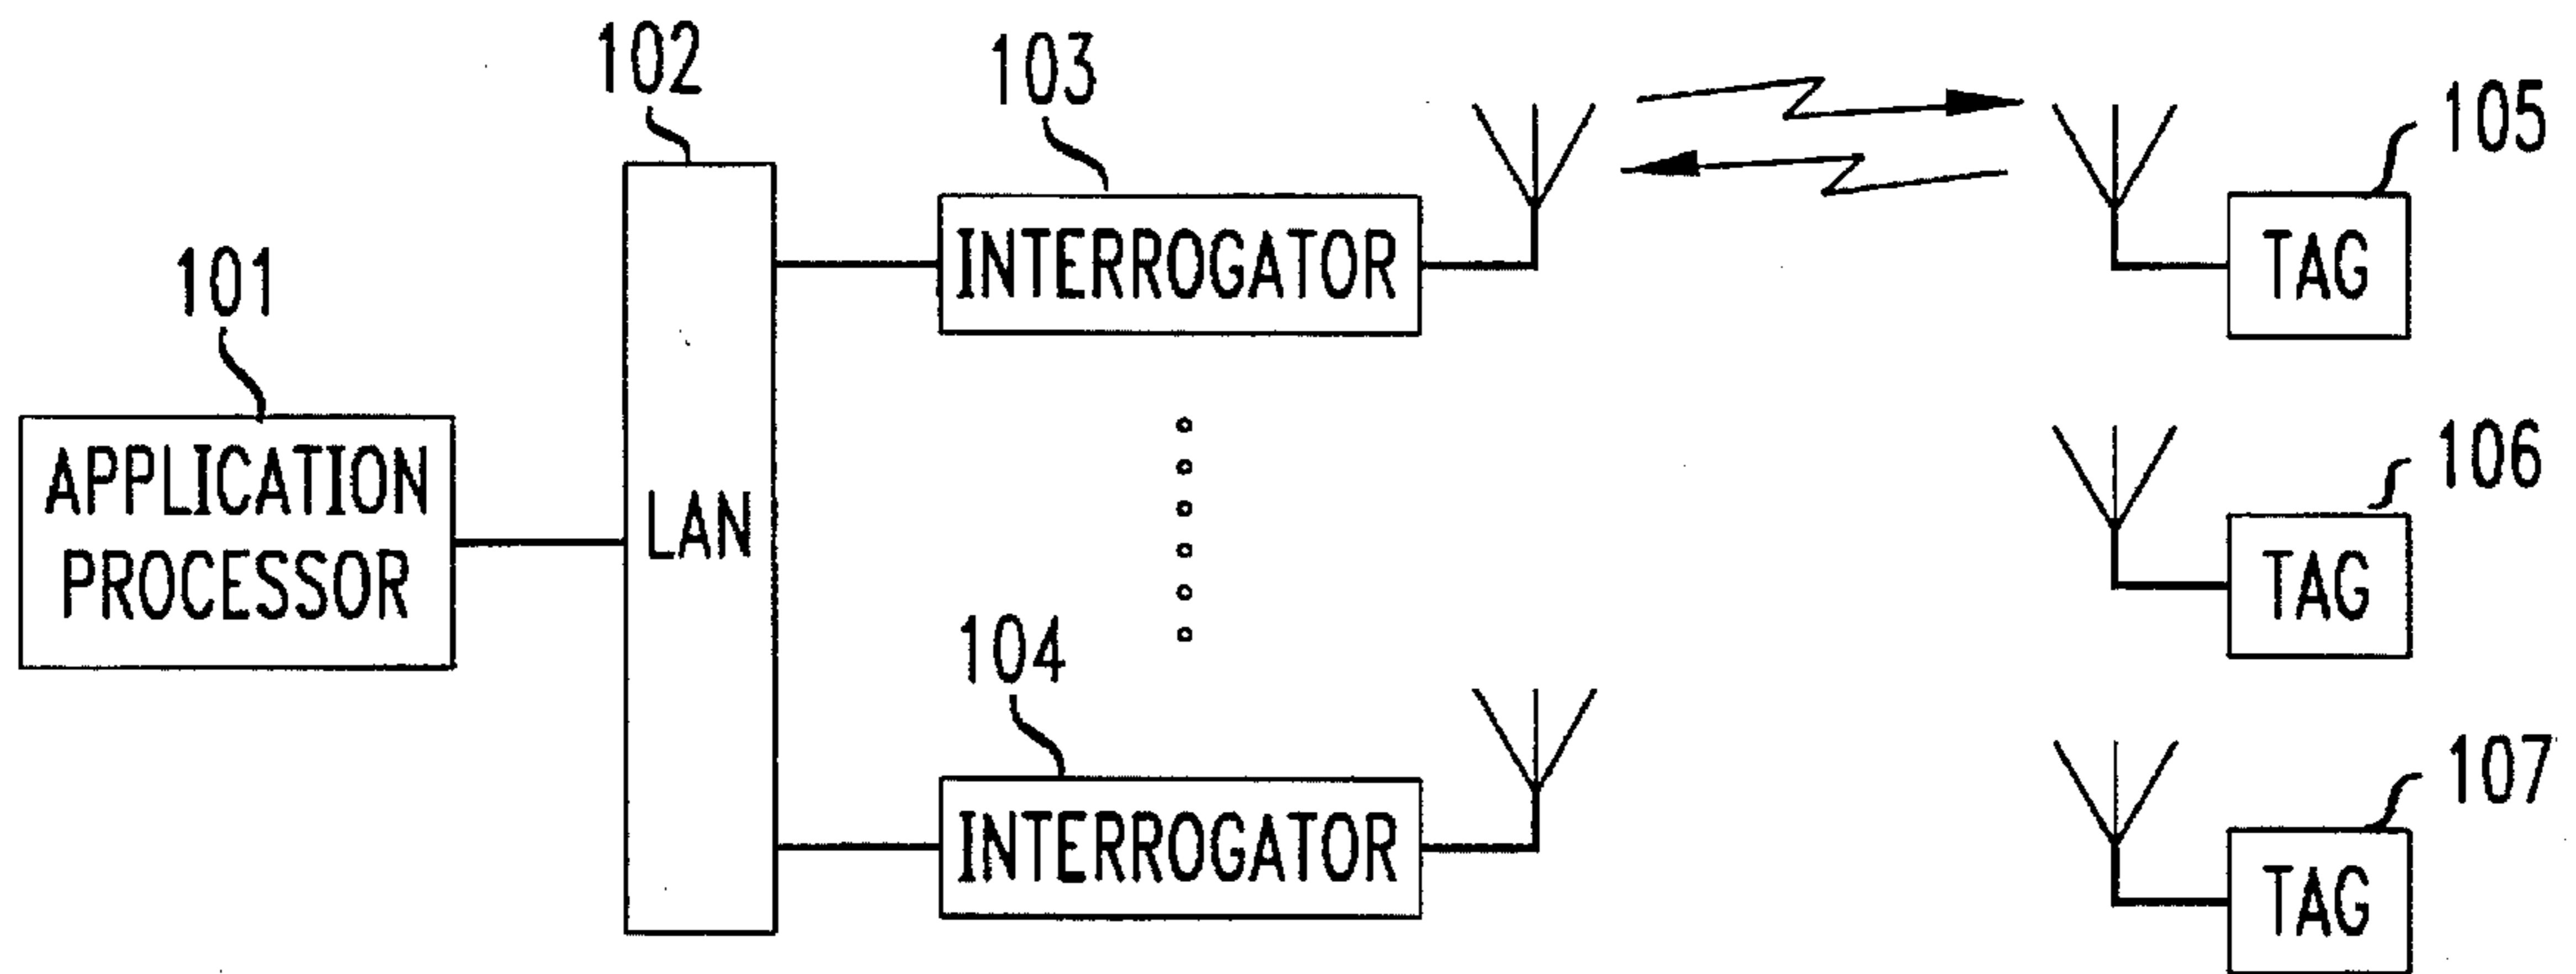 102
103
105
101
INTERROGATOR
TAG
APPLICATION
PROCESSOR
LAN
106
TAG
104
107
INTERROGATOR
TAG